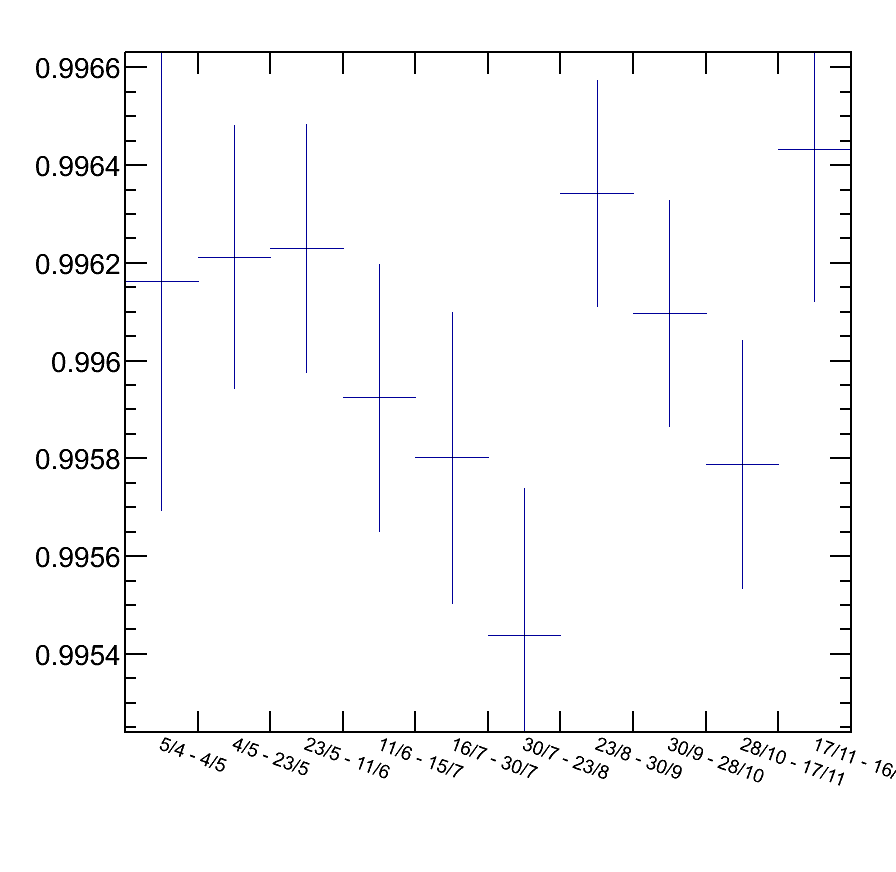 0.9966
0.9964
0.9962
0.996
0.9958
0.9956
0.9954
5/4 - 4/5
4/5 - 23/5
23/5 - 11/6
11/6 - 15/7
16/7 - 30/7
30/7 - 23/8
23/8 - 30/9
30/9 - 28/10
28/10 - 17/11
17/11 - 16/